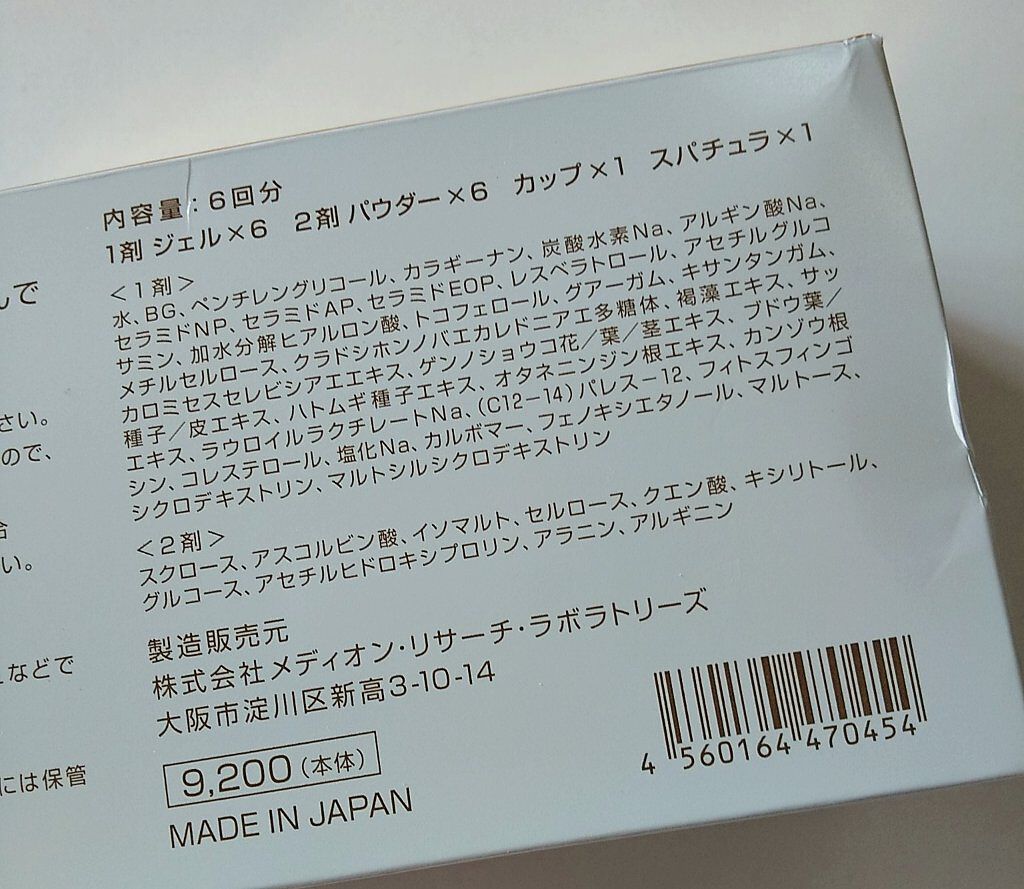 内容量：6回分
1剤 ジェル×6　2剤 パウダー×6　カップ×1　スパチュラ×1
＜1剤＞
水、BG、ペンチレングリコール、カラギーナン、炭酸水素Na、アルギン酸Na、
セラミドNP、セラミドAP、セラミドEOP、レスベラトロール、アセチルグルコ
サミン、加水分解ヒアルロン酸、トコフェロール、グアーガム、キサンタンガム、
メチルセルロース、クラドシホンノバエカレドニアエ多糖体、褐藻エキス、サッ
カロミセスセレビシアエエキス、ゲンノショウコ花／葉／茎エキス、ブドウ葉／
種子／皮エキス、ハトムギ種子エキス、オタネニンジン根エキス、カンゾウ根
エキス、ラウロイルラクチレートNa、(C12−14)パレス−12、フィトスフィンゴ
シン、コレステロール、塩化Na、カルボマー、フェノキシエタノール、マルトース、
シクロデキストリン、マルトシルシクロデキストリン
＜2剤＞
スクロース、アスコルビン酸、イソマルト、セルロース、クエン酸、キシリトール、
グルコース、アセチルヒドロキシプロリン、アラニン、アルギニン
製造販売元
株式会社メディオン・リサーチ・ラボラトリーズ
大阪市淀川区新高3-10-14
9,200（本体）
MADE IN JAPAN
4 560164 470454
んで
さい。
ので、
合
い。
などで
には保管